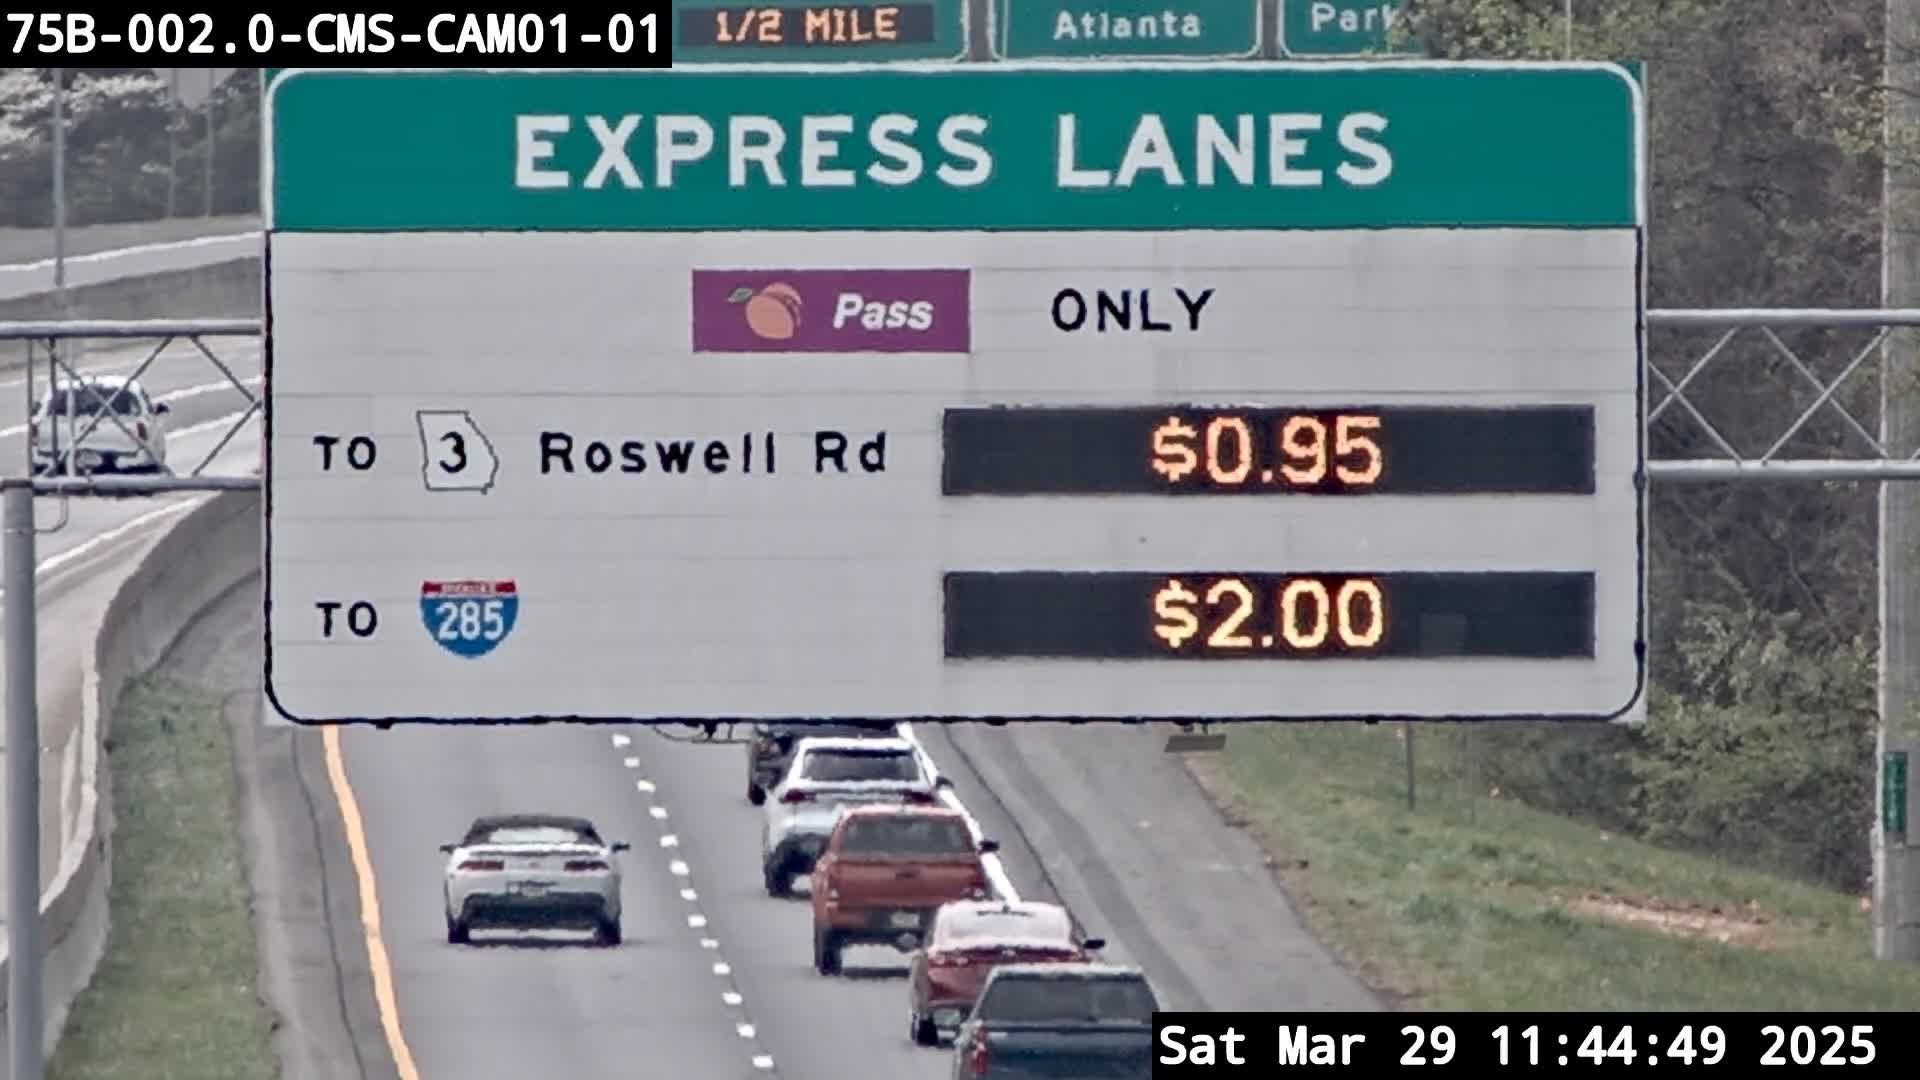 75B-002.0-CMS-CAM01-01
1/2 MILE
Atlanta
EXPRESS LANES
Pass ONLY
TO 3 Roswell Rd $0.95
TO 285 $2.00
Sat Mar 29 11:44:49 2025